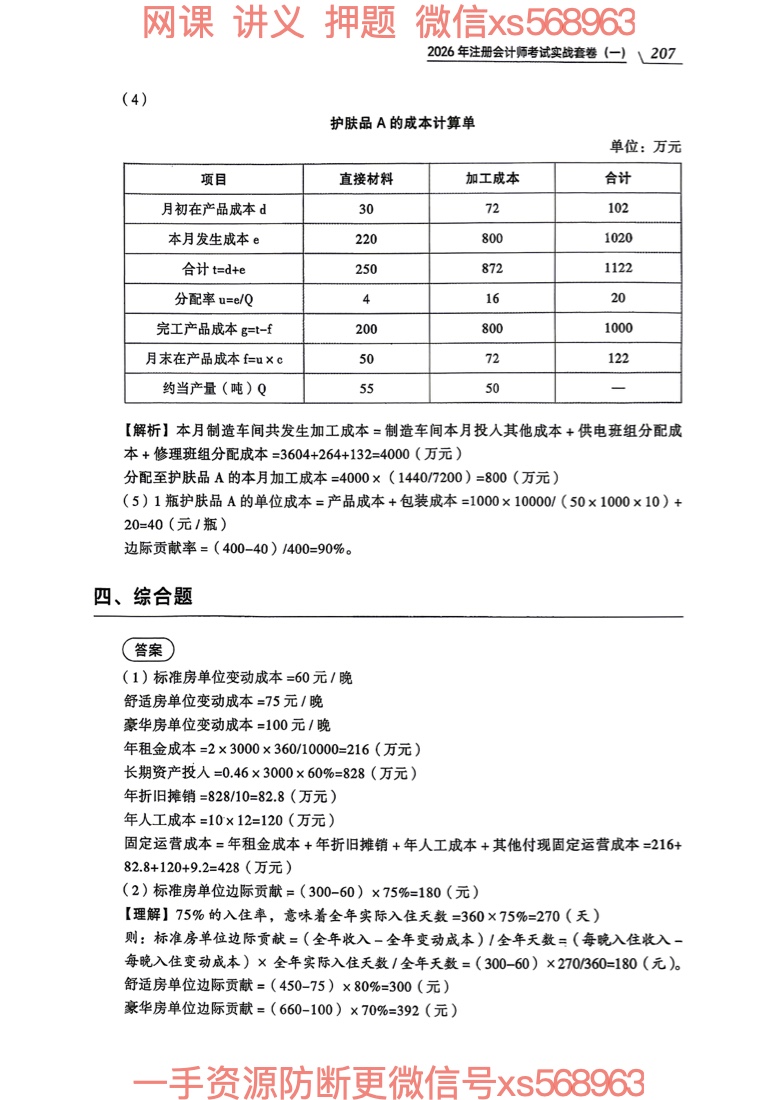 网课 讲义 押题 微信xs568963
2026 年注册会计师考试实战套卷（一） 207
（4）
护肤品 A 的成本计算单
单位：万元
项目 直接材料 加工成本 合计
月初在产品成本 d 30 72 102
本月发生成本 e 220 800 1020
合计 t=d+e 250 872 1122
分配率 u=e/Q 4 16 20
完工产品成本 g=t-f 200 800 1000
月末在产品成本 f=u×c 50 72 122
约当产量（吨）Q 55 50 —
【解析】本月制造车间共发生加工成本 = 制造车间本月投入其他成本 + 供电班组分配成
本 + 修理班组分配成本 =3604+264+132=4000（万元）
分配至护肤品 A 的本月加工成本 =4000×（1440/7200）=800（万元）
（5）1 瓶护肤品 A 的单位成本 = 产品成本 + 包装成本 =1000×10000/（50×1000×10）+
20=40（元 / 瓶）
边际贡献率 =（400-40）/400=90%。
四、综合题
答案
（1）标准房单位变动成本 =60 元 / 晚
舒适房单位变动成本 =75 元 / 晚
豪华房单位变动成本 =100 元 / 晚
年租金成本 =2×3000×360/10000=216（万元）
长期资产投入 =0.46×3000×60%=828（万元）
年折旧摊销 =828/10=82.8（万元）
年人工成本 =10×12=120（万元）
固定运营成本 = 年租金成本 + 年折旧摊销 + 年人工成本 + 其他付现固定运营成本 =216+
82.8+120+9.2=428（万元）
（2）标准房单位边际贡献 =（300-60）×75%=180（元）
【理解】75% 的入住率，意味着全年实际入住天数 =360×75%=270（天）
则：标准房单位边际贡献 =（全年收入 - 全年变动成本）/ 全年天数 =（每晚入住收入 -
每晚入住变动成本）× 全年实际入住天数 / 全年天数 =（300-60）×270/360=180（元）。
舒适房单位边际贡献 =（450-75）×80%=300（元）
豪华房单位边际贡献 =（660-100）×70%=392（元）
一手资源防断更微信号xs568963